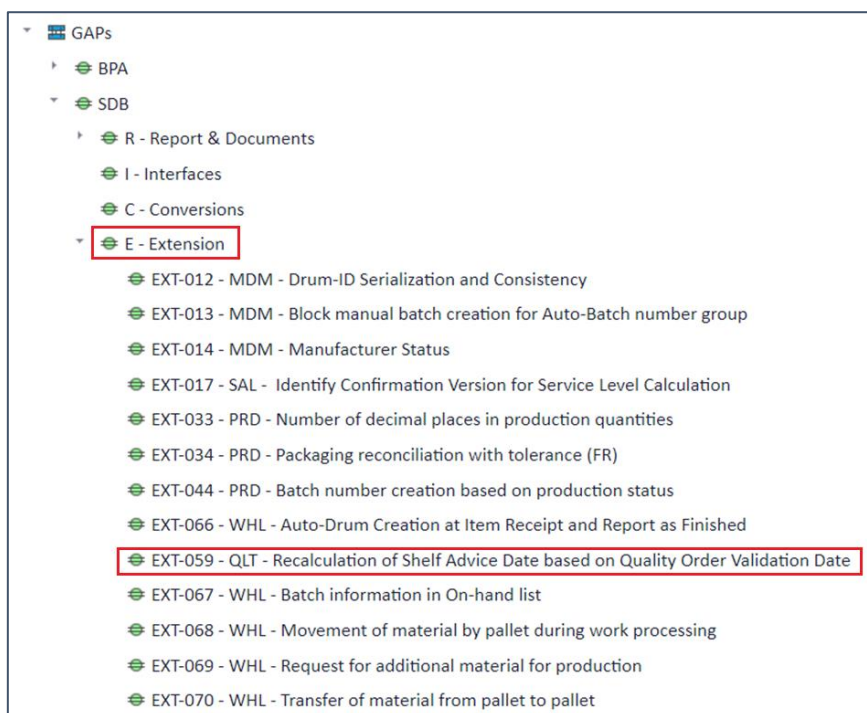 GAPs
BPA
SDB
R - Report & Documents
I - Interfaces
C - Conversions
E - Extension
EXT-012 - MDM - Drum-ID Serialization and Consistency
EXT-013 - MDM - Block manual batch creation for Auto-Batch number group
EXT-014 - MDM - Manufacturer Status
EXT-017 - SAL - Identify Confirmation Version for Service Level Calculation
EXT-033 - PRD - Number of decimal places in production quantities
EXT-034 - PRD - Packaging reconciliation with tolerance (FR)
EXT-044 - PRD - Batch number creation based on production status
EXT-066 - WHL - Auto-Drum Creation at Item Receipt and Report as Finished
EXT-059 - QLT - Recalculation of Shelf Advice Date based on Quality Order Validation Date
EXT-067 - WHL - Batch information in On-hand list
EXT-068 - WHL - Movement of material by pallet during work processing
EXT-069 - WHL - Request for additional material for production
EXT-070 - WHL - Transfer of material from pallet to pallet